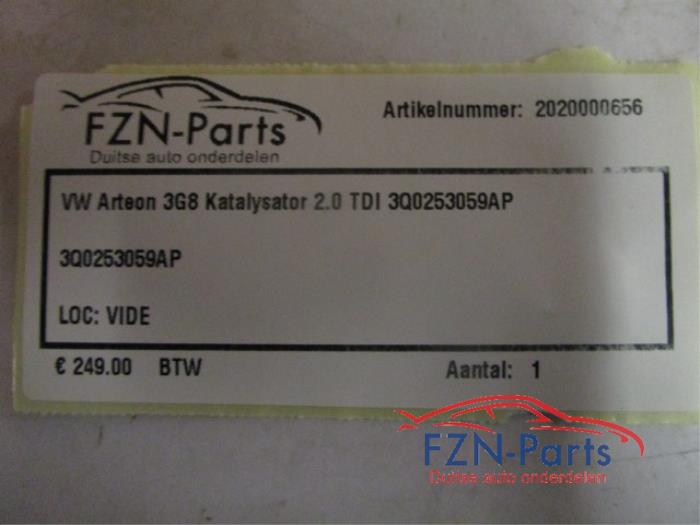 FZN-Parts
Duitse auto onderdelen
Artikelnummer: 2020000656
VW Arteon 3G8 Katalysator 2.0 TDI 3Q0253059AP
3Q0253059AP
LOC: VIDE
€ 249.00 BTW
Aantal: 1
FZN-Parts
Duitse auto onderdelen